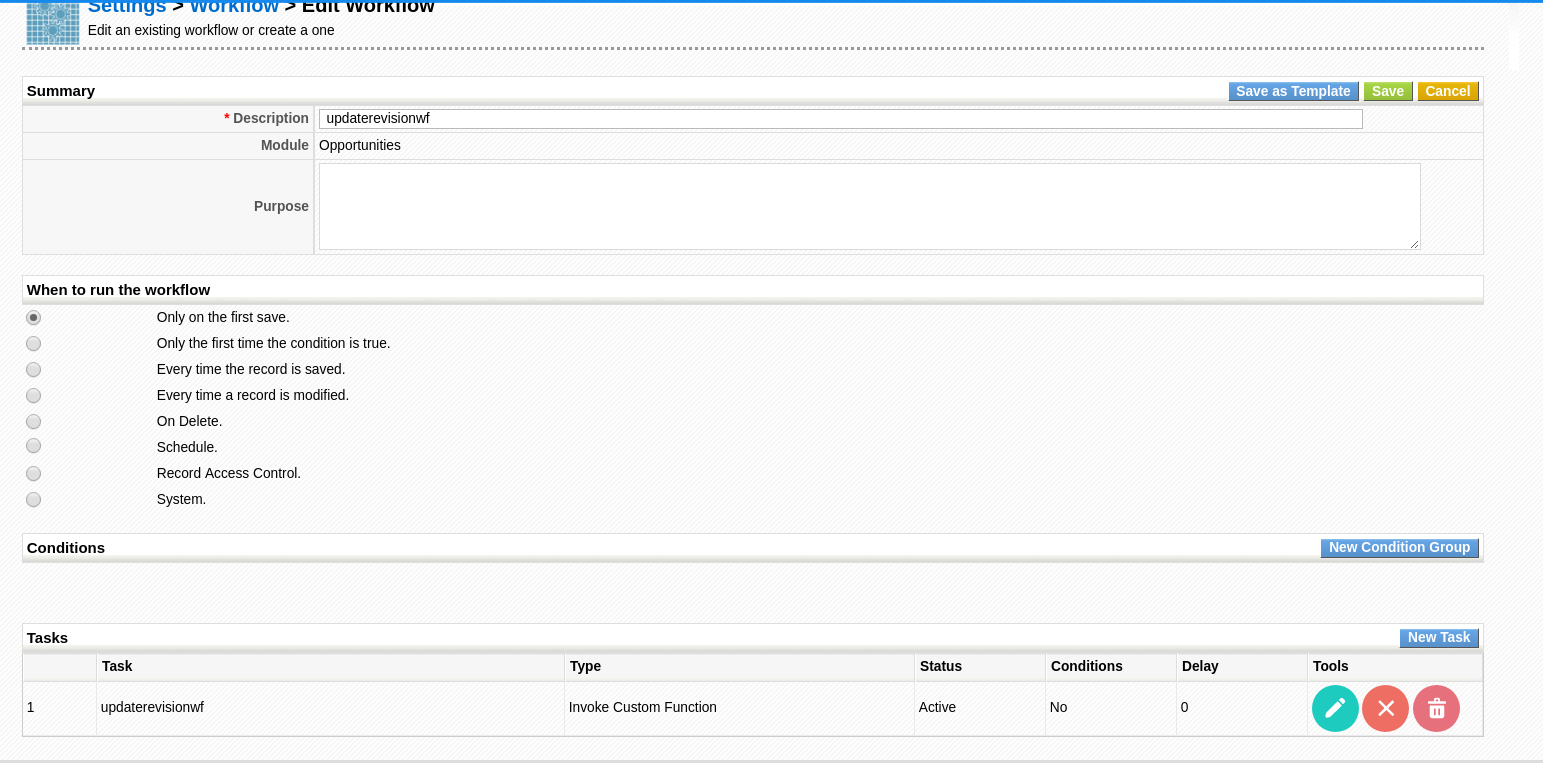 Settings > Workflow > Edit Workflow
Edit an existing workflow or create a one
Summary Save as Template Save Cancel
* Description updaterevisionwf
Module Opportunities
Purpose
When to run the workflow
Only on the first save.
Only the first time the condition is true.
Every time the record is saved.
Every time a record is modified.
On Delete.
Schedule.
Record Access Control.
System.
Conditions New Condition Group
Tasks New Task
Task Type Status Conditions Delay Tools
1 updaterevisionwf Invoke Custom Function Active No 0